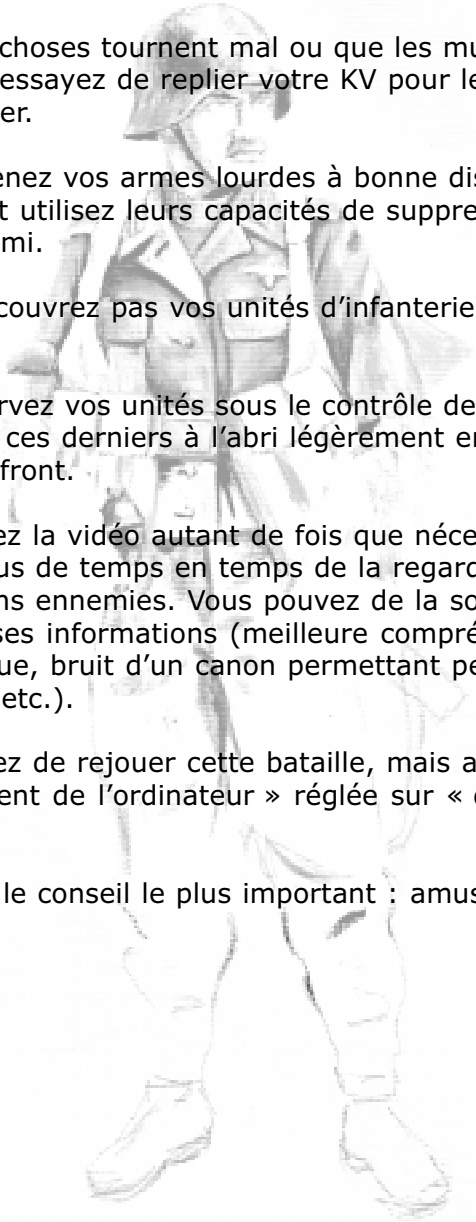 choses tournent mal ou que les mu
essayez de replier votre KV pour le
er.
enez vos armes lourdes à bonne dis
t utilisez leurs capacités de suppre
mi.
couvrez pas vos unités d’infanterie
rvez vos unités sous le contrôle de
ces derniers à l’abri légèrement en
front.
ez la vidéo autant de fois que néce
us de temps en temps de la regard
ns ennemies. Vous pouvez de la so
ses informations (meilleure compré
ue, bruit d’un canon permettant pe
etc.).
ez de rejouer cette bataille, mais a
ent de l’ordinateur » réglée sur « 
le conseil le plus important : amus